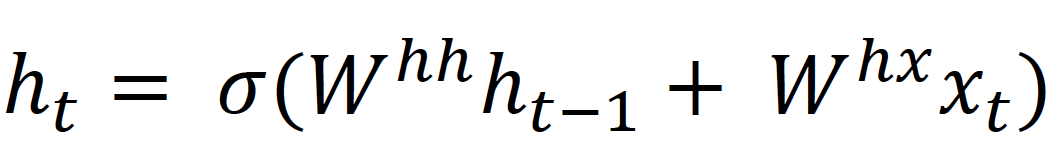 h_t = σ(W^{hh}h_{t−1} + W^{hx}x_t)